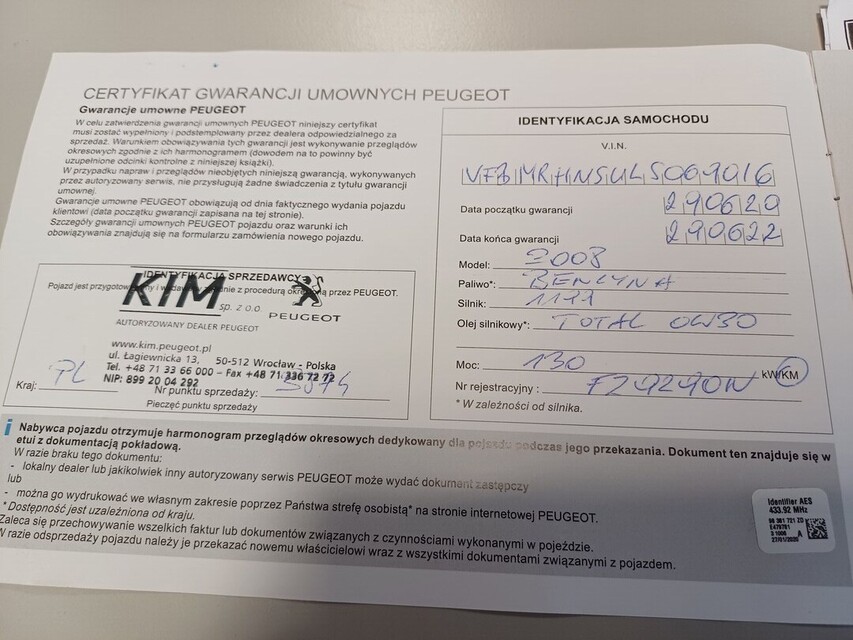 CERTYFIKAT GWARANCJI UMOWNYCH PEUGEOT
Gwarancje umowne PEUGEOT
W celu zatwierdzenia gwarancji umownych PEUGEOT niniejszy certyfikat
musi zostać wypełniony i podstemplowany przez dealera odpowiedzialnego za
sprzedaż. Warunkiem obowiązywania tych gwarancji jest wykonywanie przeglądów
okresowych zgodnie z ich harmonogramem (dowodem na to powinny być
uzupełnione odcinki kontrolne z niniejszej książki).
W przypadku napraw i przeglądów nieobjętych niniejszą gwarancją, wykonywanych
przez autoryzowany serwis, nie przysługują żadne świadczenia z tytułu gwarancji
umownej.
Gwarancje umowne PEUGEOT obowiązują od dnia faktycznego wydania pojazdu
klientowi (data początku gwarancji zapisana na tej stronie).
Szczegóły gwarancji umownych PEUGEOT pojazdu oraz warunki ich
obowiązywania znajdują się na formularzu zamówienia nowego pojazdu.
IDENTYFIKACJA SPRZEDAWCY
Pojazd jest przygotowany i wydawany zgodnie z procedurą określoną przez PEUGEOT.
KIM sp. z o.o. PEUGEOT
AUTORYZOWANY DEALER PEUGEOT
www.kim.peugeot.pl
ul. Łagiewnicka 13, 50-512 Wrocław - Polska
Tel. +48 71 33 66 000 – Fax +48 71 336 72 72
NIP: 899 20 04 292
Kraj: PL Nr punktu sprzedaży:
Pieczęć punktu sprzedaży
IDENTYFIKACJA SAMOCHODU
V.I.N.
Data początku gwarancji 290620
Data końca gwarancji 290622
Model: 2008
Paliwo*: BENZYNA
Silnik: 1199
Olej silnikowy*: TOTAL 0W30
Moc: 130 kW/KM
Nr rejestracyjny: FZ9290W
* W zależności od silnika.
i Nabywca pojazdu otrzymuje harmonogram przeglądów okresowych dedykowany dla pojazdu podczas jego przekazania. Dokument ten znajduje się w
etui z dokumentacją pokładową.
W razie braku tego dokumentu:
- lokalny dealer lub jakikolwiek inny autoryzowany serwis PEUGEOT może wydać dokument zastępczy
lub
- można go wydrukować we własnym zakresie poprzez Państwa strefę osobistą* na stronie internetowej PEUGEOT.
* Dostępność jest uzależniona od kraju.
Zaleca się przechowywanie wszelkich faktur lub dokumentów związanych z czynnościami wykonanymi w pojeździe.
W razie odsprzedaży pojazdu należy je przekazać nowemu właścicielowi wraz z wszystkimi dokumentami związanymi z pojazdem.
Identifier AES
433.92 MHz
27/01/2020